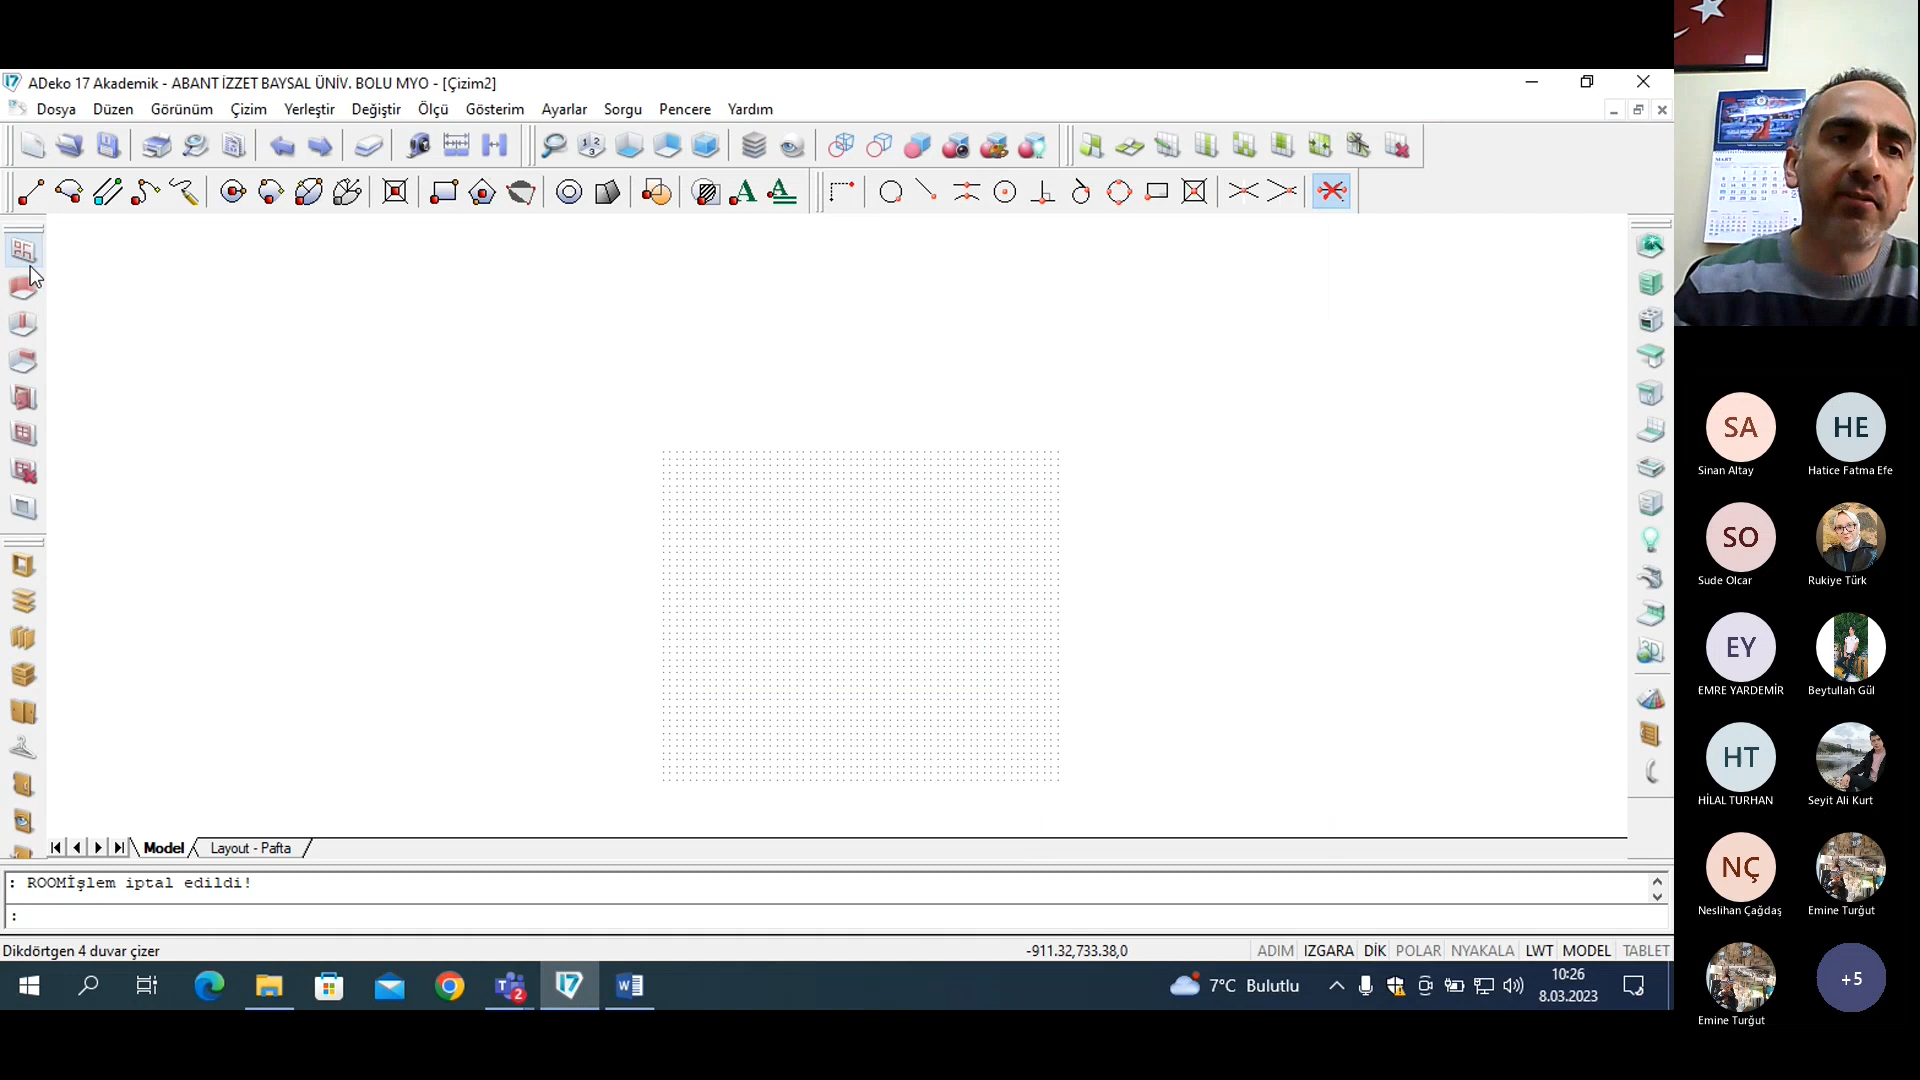 ADeko 17 Akademik - ABANT İZZET BAYSAL ÜNİV. BOLU MYO - [Çizim2]
Dosya Düzen Görünüm Çizim Yerleştir Değiştir Ölçü Gösterim Ayarlar Sorgu Pencere Yardım
Model Layout - Pafta
: ROOMİşlem iptal edildi!
:
Dikdörtgen 4 duvar çizer -911.32,733.38,0 ADIM IZGARA DİK POLAR NYAKALA LWT MODEL TABLET
7°C Bulutlu 10:26
8.03.2023
MART
SA HE
Sinan Altay Hatice Fatma Efe
SO
Sude Olcar Rukiye Türk
EY
EMRE YARDEMİR Beytullah Gül
HT
HİLAL TURHAN Seyit Ali Kurt
NÇ
Neslihan Çağdaş Emine Turğut
+5
Emine Turğut